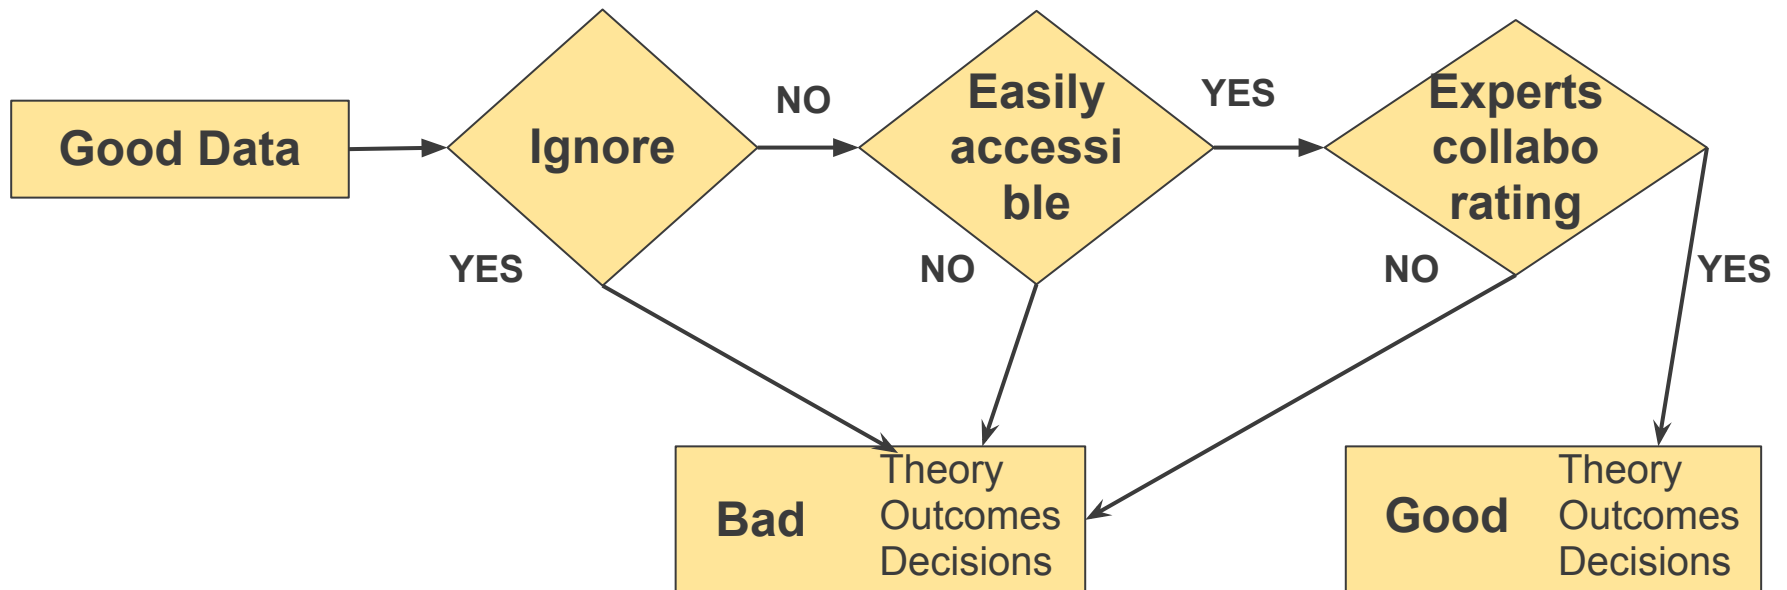 Good Data
Ignore
NO
Easily
accessi
ble
YES
Experts
collabo
rating
YES
NO
NO
YES
Bad
Theory
Outcomes
Decisions
Good
Theory
Outcomes
Decisions